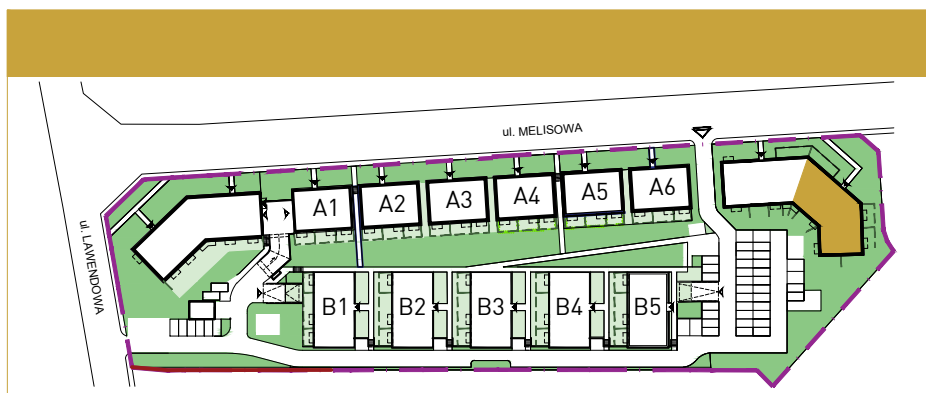 ul. MELISOWA
ul. LAWENDOWA
A1 A2 A3 A4 A5 A6
B1 B2 B3 B4 B5